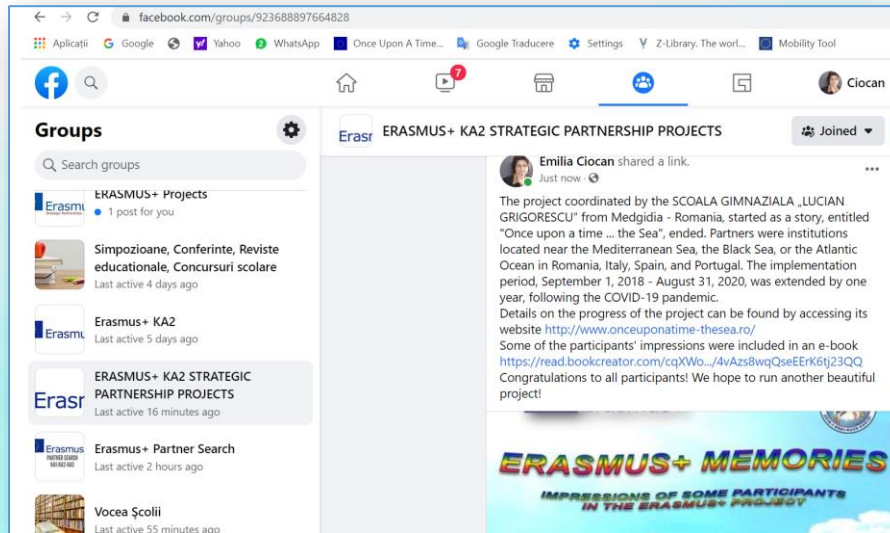 facebook.com/groups/923688897664828
Aplicații Google Yahoo WhatsApp Once Upon A Time... Google Traducere Settings Z-Library. The worl... Mobility Tool
7
Ciocan
Groups
Search groups
Erasmu
ERASMUS+ Projects
1 post for you
Simpozioane, Conferinte, Reviste
educationale, Concursuri scolare
Last active 4 days ago
Erasmu
Erasmus+ KA2
Last active 5 days ago
Erasr
ERASMUS+ KA2 STRATEGIC
PARTNERSHIP PROJECTS
Last active 16 minutes ago
Erasmus
PARTNER SEARCH
Erasmus+ Partner Search
Last active 2 hours ago
Vocea Școlii
Last active 55 minutes ago
Erasr
ERASMUS+ KA2 STRATEGIC PARTNERSHIP PROJECTS
Joined
Emilia Ciocan shared a link.
Just now ·
The project coordinated by the SCOALA GIMNAZIALA „LUCIAN
GRIGORESCU" from Medgidia - Romania, started as a story, entitled
"Once upon a time ... the Sea", ended. Partners were institutions
located near the Mediterranean Sea, the Black Sea, or the Atlantic
Ocean in Romania, Italy, Spain, and Portugal. The implementation
period, September 1, 2018 - August 31, 2020, was extended by one
year, following the COVID-19 pandemic.
Details on the progress of the project can be found by accessing its
website http://www.onceuponatime-thesea.ro/
Some of the participants' impressions were included in an e-book
https://read.bookcreator.com/cqXWo.../4vAzs8wqQseEErK6tj23QQ
Congratulations to all participants! We hope to run another beautiful
project!
ERASMUS+ MEMORIES
IMPRESSIONS OF SOME PARTICIPANTS
IN THE ERASMUS+ PROJECT